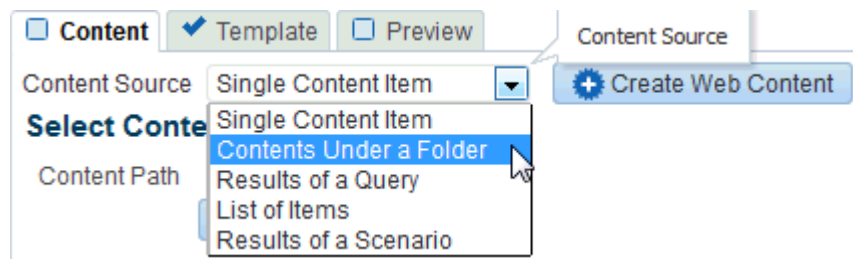 Content Template Preview
Content Source
Content Source Single Content Item Create Web Content
Single Content Item
Select Conte
Contents Under a Folder
Content Path
Results of a Query
List of Items
Results of a Scenario